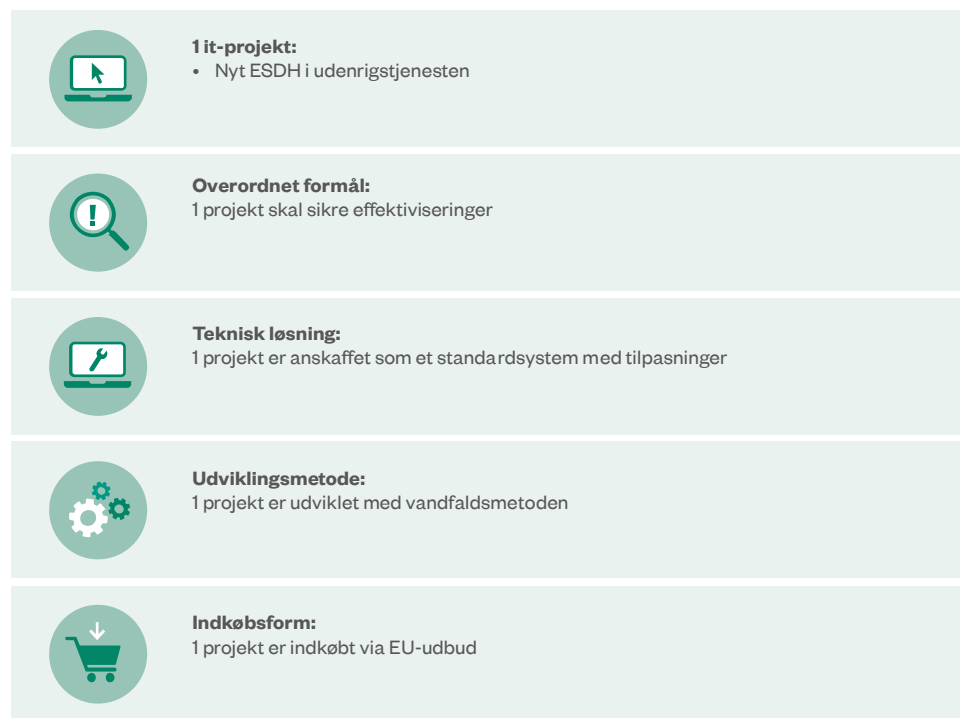 1 it-projekt:
• Nyt ESDH i udenrigstjenesten
Overordnet formål:
1 projekt skal sikre effektiviseringer
Teknisk løsning:
1 projekt er anskaffet som et standardsystem med tilpasninger
Udviklingsmetode:
1 projekt er udviklet med vandfaldsmetoden
Indkøbsform:
1 projekt er indkøbt via EU-udbud